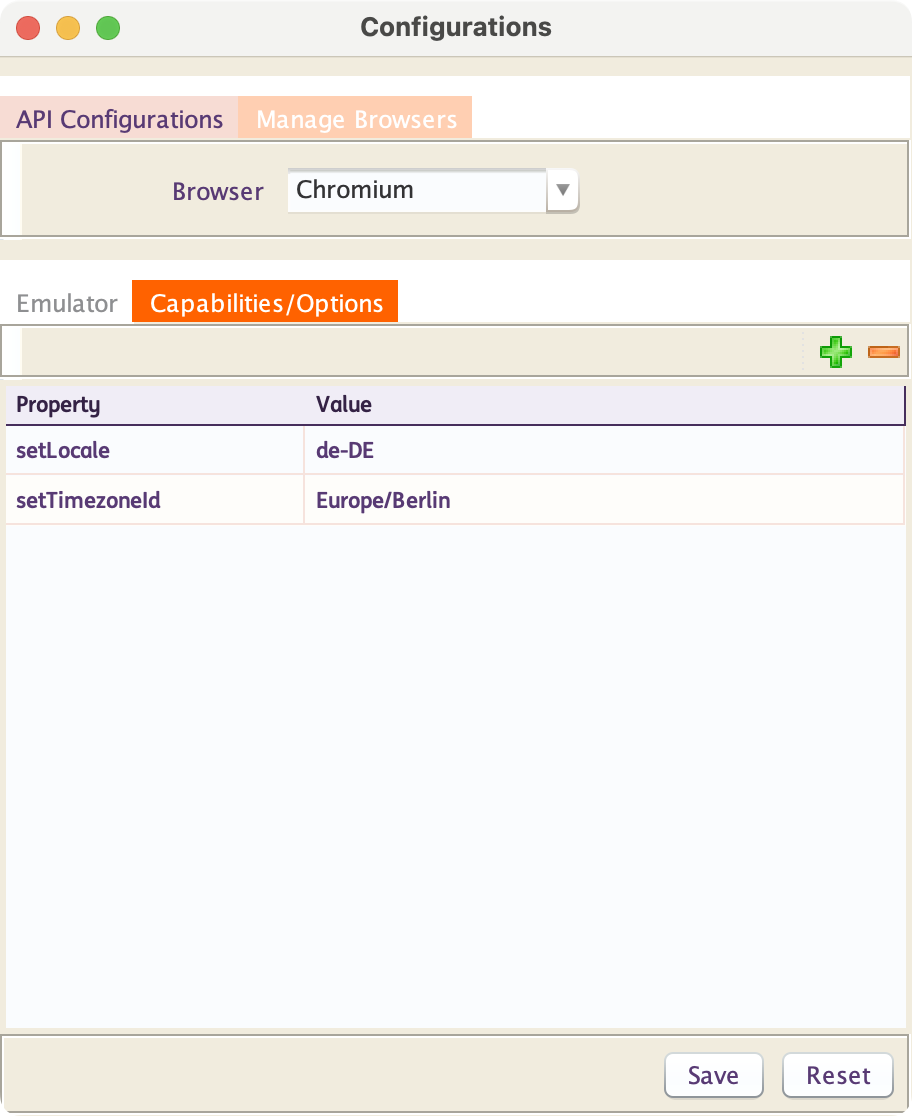 Configurations
API Configurations Manage Browsers
Browser Chromium
Emulator Capabilities/Options
Property Value
setLocale de-DE
setTimezoneId Europe/Berlin
Save Reset